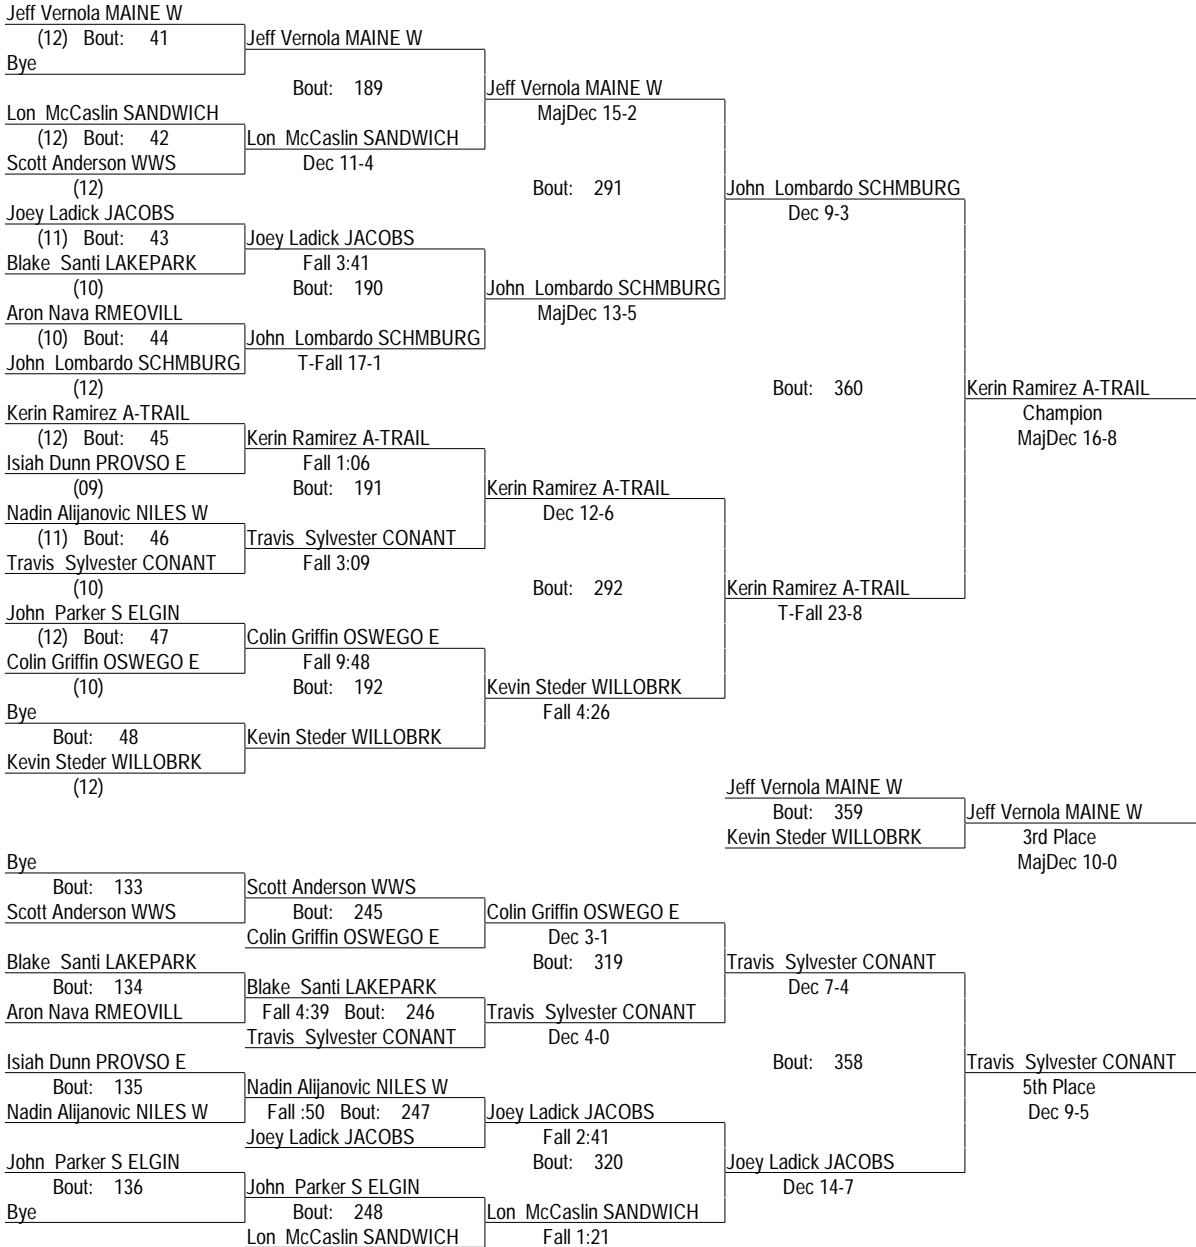 Jeff Vernola MAINE W
(12) Bout: 41 Jeff Vernola MAINE W
Bye
Bout: 189 Jeff Vernola MAINE W
Lon McCaslin SANDWICH MajDec 15-2
(12) Bout: 42 Lon McCaslin SANDWICH
Scott Anderson WWS Dec 11-4
(12) Bout: 291 John Lombardo SCHMBURG
Joey Ladick JACOBS Dec 9-3
(11) Bout: 43 Joey Ladick JACOBS
Blake Santi LAKEPARK Fall 3:41
(10) Bout: 190 John Lombardo SCHMBURG
Aron Nava RMEOVILL MajDec 13-5
(10) Bout: 44 John Lombardo SCHMBURG
John Lombardo SCHMBURG T-Fall 17-1
(12) Bout: 360 Kerin Ramirez A-TRAIL
Kerin Ramirez A-TRAIL Champion
(12) Bout: 45 Kerin Ramirez A-TRAIL MajDec 16-8
Isiah Dunn PROVSO E Fall 1:06
(09) Bout: 191 Kerin Ramirez A-TRAIL
Nadin Alijanovic NILES W Dec 12-6
(11) Bout: 46 Travis Sylvester CONANT
Travis Sylvester CONANT Fall 3:09
(10) Bout: 292 Kerin Ramirez A-TRAIL
John Parker S ELGIN T-Fall 23-8
(12) Bout: 47 Colin Griffin OSWEGO E
Colin Griffin OSWEGO E Fall 9:48
(10) Bout: 192 Kevin Steder WILLOBRK
Bye Fall 4:26
Bout: 48 Kevin Steder WILLOBRK
Kevin Steder WILLOBRK
(12) Jeff Vernola MAINE W
Bout: 359 Jeff Vernola MAINE W
Kevin Steder WILLOBRK 3rd Place
Bye MajDec 10-0
Bout: 133 Scott Anderson WWS
Scott Anderson WWS Bout: 245 Colin Griffin OSWEGO E
Colin Griffin OSWEGO E Dec 3-1
Blake Santi LAKEPARK Bout: 319 Travis Sylvester CONANT
Bout: 134 Blake Santi LAKEPARK Dec 7-4
Aron Nava RMEOVILL Fall 4:39 Bout: 246 Travis Sylvester CONANT
Travis Sylvester CONANT Dec 4-0
Isiah Dunn PROVSO E Bout: 358 Travis Sylvester CONANT
Bout: 135 Nadin Alijanovic NILES W 5th Place
Nadin Alijanovic NILES W Fall :50 Bout: 247 Joey Ladick JACOBS Dec 9-5
Joey Ladick JACOBS Fall 2:41
John Parker S ELGIN Bout: 320 Joey Ladick JACOBS
Bout: 136 John Parker S ELGIN Dec 14-7
Bye Bout: 248 Lon McCaslin SANDWICH
Lon McCaslin SANDWICH Fall 1:21